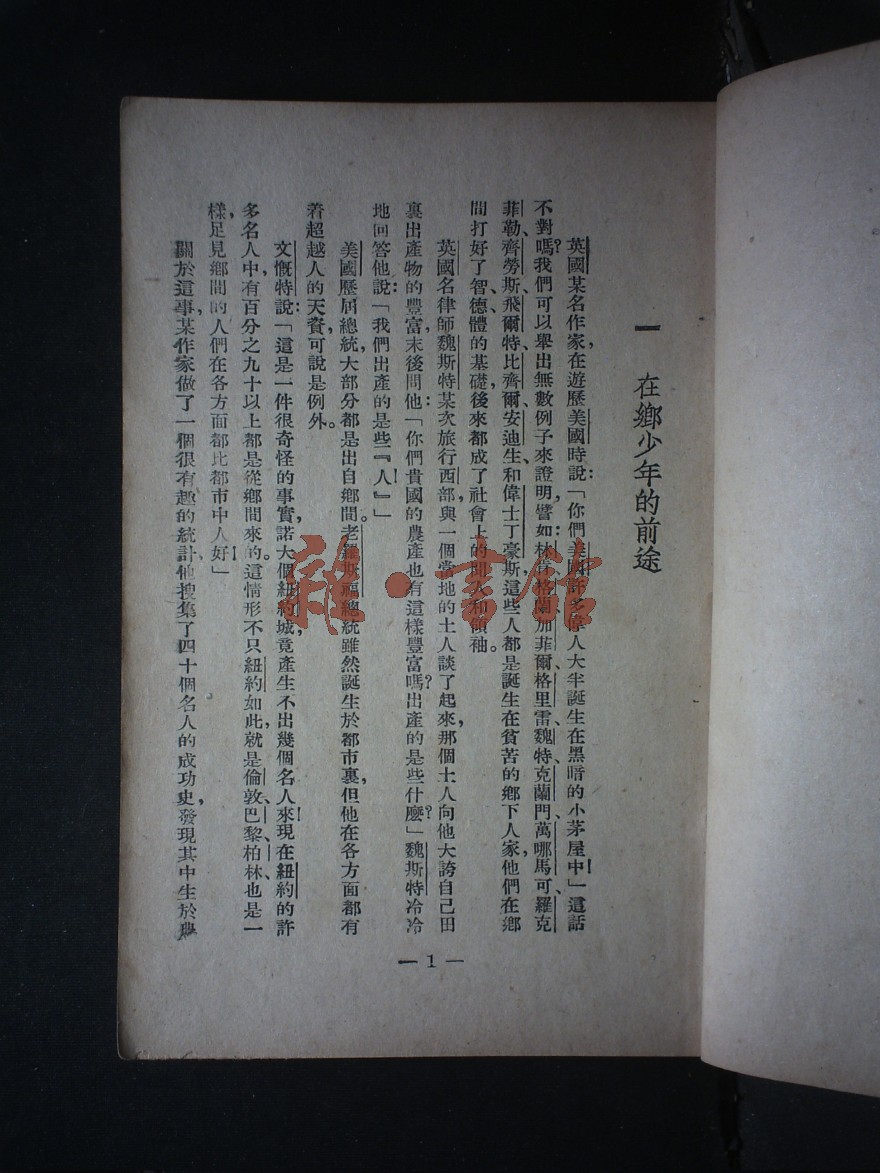 一 在鄉少年的前途
英國某名作家在遊歷美國時說:「你們美國許多偉人大半誕生在黑暗的小茅屋中!」這話
不對嗎?我們可以舉出無數例子來證明,譬如:林肯、格蘭、加菲爾、格里雷、魏特、克蘭門、萬哪馬可、羅克
菲勒、齊勞斯、飛爾特、比齊爾、安迪生、和偉士丁豪斯這些人都是誕生在貧苦的鄉下人家,他們在鄉
間打好了智、德、體的基礎,後來都成了社會上的聞人和領袖。
英國名律師魏斯特某次旅行西部,與一個當地的土人談了起來,那個土人向他大誇自己田
裏出產物的豐富,末後問他:「你們貴國的農產也有這樣豐富嗎?出產的是些什麼?」魏斯特冷冷
地回答他說:「我們出產的是些『人』!」
美國歷屆總統大部分都是出自鄉間。老羅斯福總統雖然誕生於都市裏,但他在各方面都有
着超越人的天資,可說是例外。
文慨特說:「這是一件很奇怪的事實,諾大個紐約城竟產生不出幾個名人來!現在紐約的許
多名人中,有百分之九十以上都是從鄉間來的。這情形不只紐約如此,就是倫敦、巴黎、柏林、也是一
樣,足見鄉間的人們在各方面都比都市中人好!」
關於這事,某作家做了一個很有趣的統計,他搜集了四十個名人的成功史,發現其中生於農
— 1 —
雜·書館